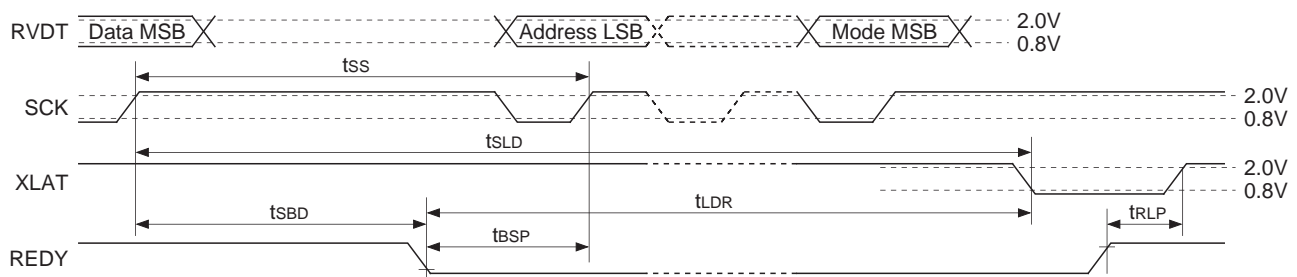 RVDT Data MSB Address LSB Mode MSB 2.0V
0.8V
tSS
SCK 2.0V
0.8V
tSLD
XLAT 2.0V
0.8V
tSBD tLDR tRLP
tBSP
REDY